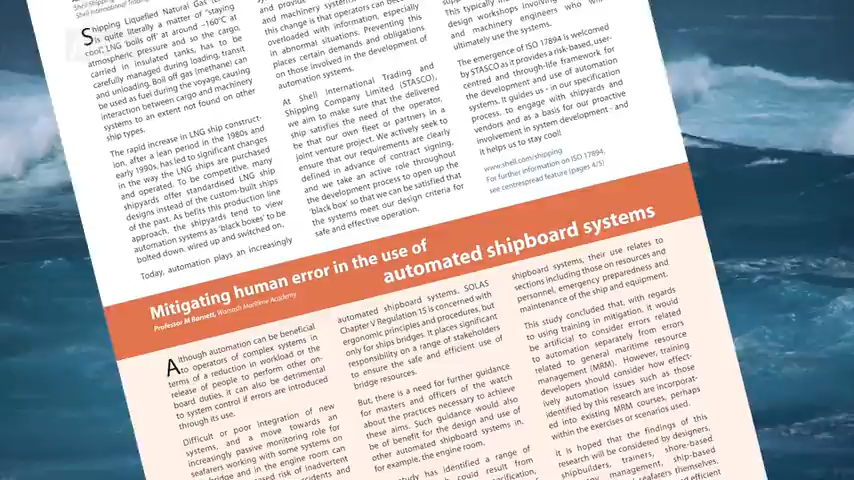 Shell Shipping
Shell International Trading
Shipping Liquefied Natural Gas
is quite literally a matter of "staying
cool". LNG boils off at around –160°C at
atmospheric pressure and so the cargo,
carried in insulated tanks, has to be
carefully managed during loading, transit
and unloading. Boil off gas (methane) can
be used as fuel during the voyage, causing
interaction between cargo and machinery
systems to an extent not found on other
ship types.
The rapid increase in LNG ship construct-
ion, after a lean period in the 1980s and
early 1990s, has led to significant changes
in the way LNG ships are purchased
and operated. To be competitive, many
shipyards offer standardised LNG ship
designs instead of the custom-built ships
of the past. As befits this production line
approach, the shipyards tend to view
automation systems as 'black boxes' to be
bolted down, wired up and switched on.
Today, automation plays an increasingly
and machinery systems
this change is that operators can be
overloaded with information, especially
in abnormal situations. Preventing this
places certain demands and obligations
on those involved in the development of
automation systems.
At Shell International Trading and
Shipping Company Limited (STASCO),
we aim to make sure that the delivered
ship satisfies the need of the operator,
be that our own fleet or partners in a
joint venture project. We actively seek to
ensure that our requirements are clearly
defined in advance of contract signing,
and we take an active role throughout
the development process to open up the
'black box' so that we can be satisfied that
the systems meet our design criteria for
safe and effective operation.
This typically
design workshops involving
and machinery engineers who will
ultimately use the systems.
The emergence of ISO 17894 is welcomed
by STASCO as it provides a risk-based, user-
centred and through-life framework for
the development and use of automation
systems. It guides us - in our specification
process, to engage with shipyards and
vendors and as a basis for our proactive
involvement in system development - and
it helps us to stay cool!
www.shell.com/shipping
For further information on ISO 17894,
see centrespread feature (pages 4/5)
Mitigating human error in the use of
automated shipboard systems
Professor M Barnett, Warsash Maritime Academy
Although automation can be beneficial
to operators of complex systems in
terms of a reduction in workload or the
release of people to perform other on-
board duties, it can also be detrimental
to system control if errors are introduced
through its use.
Difficult or poor integration of new
systems, and a move towards an
increasingly passive monitoring role for
seafarers working with some systems on
bridge and in the engine room can
risk of inadvertent
automated shipboard systems. SOLAS
Chapter V Regulation 15 is concerned with
ergonomic principles and procedures, but
only for ships bridges. It places significant
responsibility on a range of stakeholders
to ensure the safe and efficient use of
bridge resources.
But, there is a need for further guidance
for masters and officers of the watch
about the practices necessary to achieve
these aims. Such guidance would also
be of benefit for the design and use of
other automated shipboard systems in,
for example, the engine room.
study has identified a range of
could result from
shipboard systems, their use relates to
sections including those on resources and
personnel, emergency preparedness and
maintenance of the ship and equipment.
This study concluded that, with regards
to using training in mitigation, it would
be artificial to consider errors related
to automation separately from errors
related to general maritime resource
management (MRM). However, training
developers should consider how effect-
ively automation issues such as those
identified by this research are incorporat-
ed into existing MRM courses, perhaps
within the exercises or scenarios used.
It is hoped that the findings of this
research will be considered by designers,
shipbuilders, trainers, shore-based
management, ship-based
seafarers themselves,
efficient